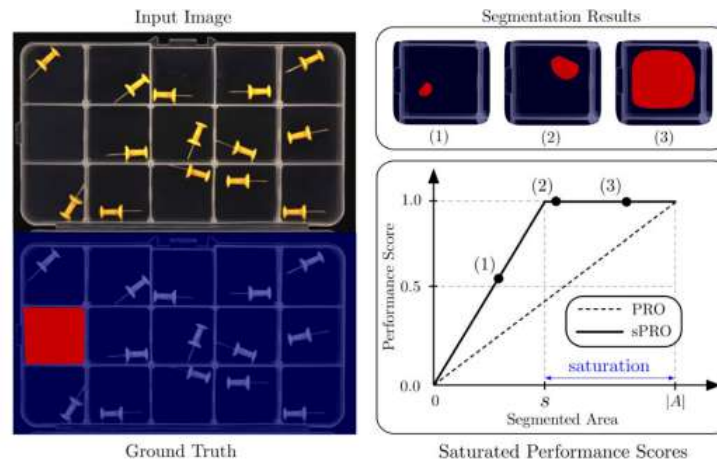 Input Image
Ground Truth
Segmentation Results
(1)
(2)
(3)
Performance Score
1.0
0.5
0.0
(1)
(2)
(3)
PRO
sPRO
saturation
0
s
|A|
Segmented Area
Saturated Performance Scores